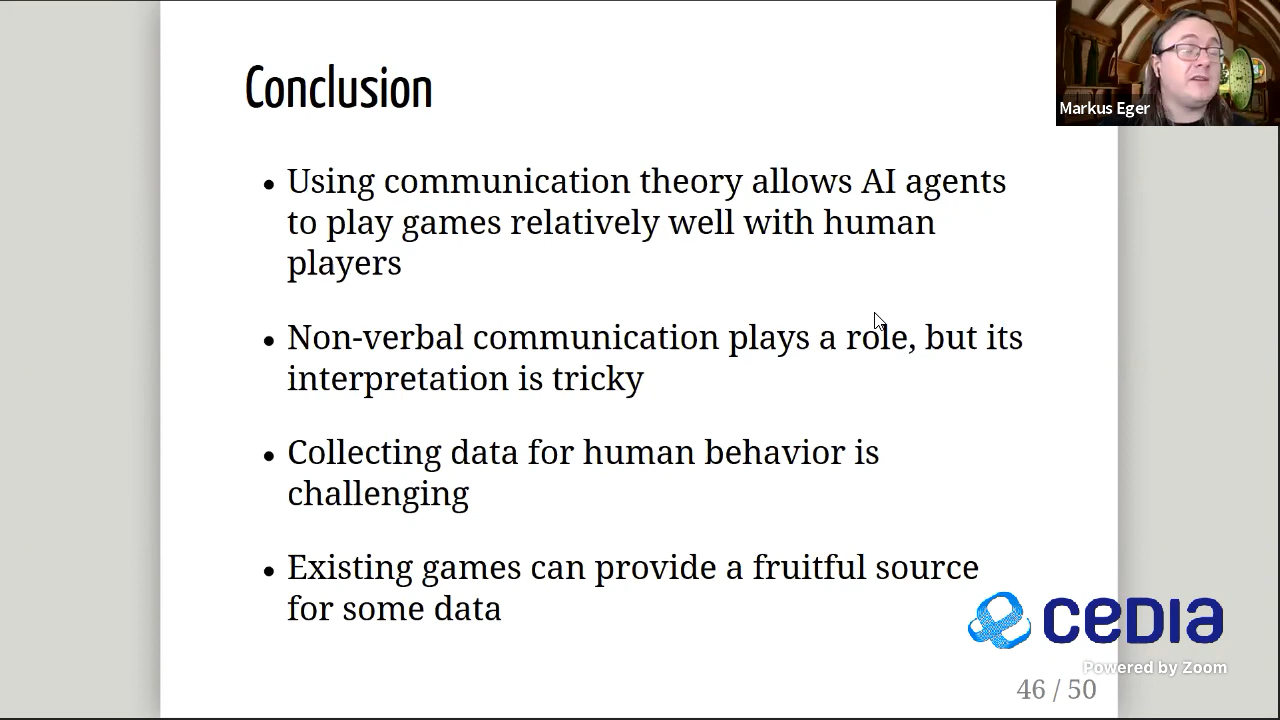 Conclusion
Markus Eger
• Using communication theory allows AI agents
to play games relatively well with human
players
• Non-verbal communication plays a role, but its
interpretation is tricky
• Collecting data for human behavior is
challenging
• Existing games can provide a fruitful source
for some data
CEDIA
Powered by Zoom
46 / 50